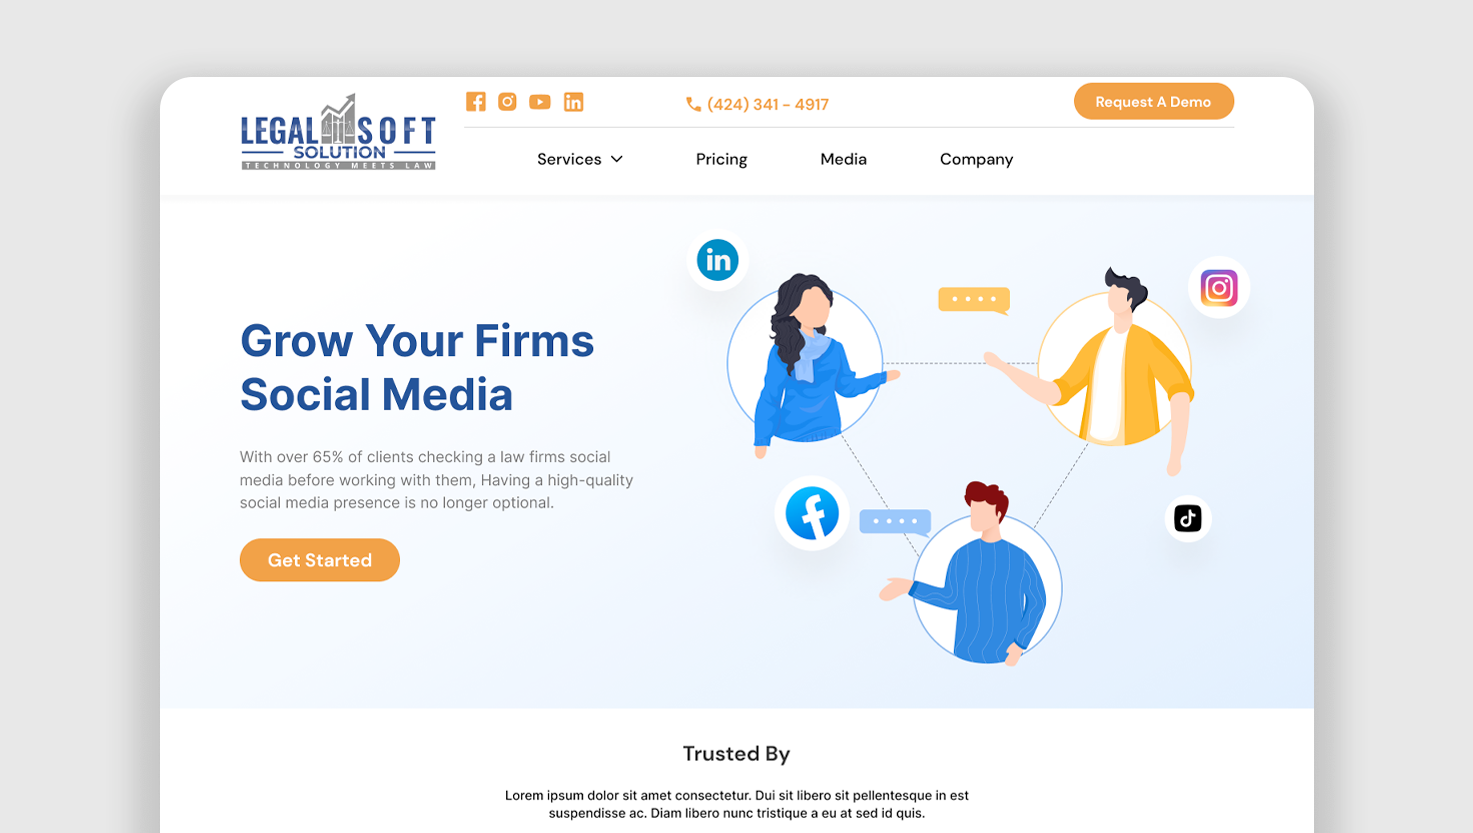 LEGAL SOFT
SOLUTION
TECHNOLOGY MEETS LAW
(424) 341 - 4917
Request A Demo
Services
Pricing
Media
Company
in
Grow Your Firms
Social Media
With over 65% of clients checking a law firms social
media before working with them, Having a high-quality
social media presence is no longer optional.
Get Started
Trusted By
Lorem ipsum dolor sit amet consectetur. Dui sit libero sit pellentesque in est
suspendisse ac. Diam libero nunc tristique a eu at sed id quis.